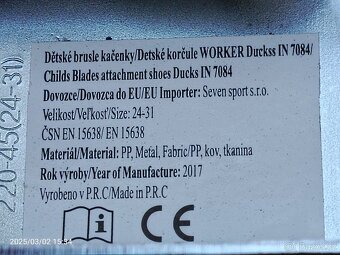 Dětské brusle kačenky/Detské korčule WORKER Duckss IN 7084/
Childs Blades attachment shoes Ducks IN 7084
Dovozce/Dovozca do EU/EU Importer: Seven sport s.r.o.
Velikost/Veľkosť/Size: 24-31
ČSN EN 15638/ EN 15638
Materiál/Material: PP, Metal, Fabric/PP, kov, tkanina
Rok výroby/Year of Manufacture: 2017
Vyrobeno v P.R.C/Made in P.R.C
CE
220-45(24-31)
2025/03/02 15:34